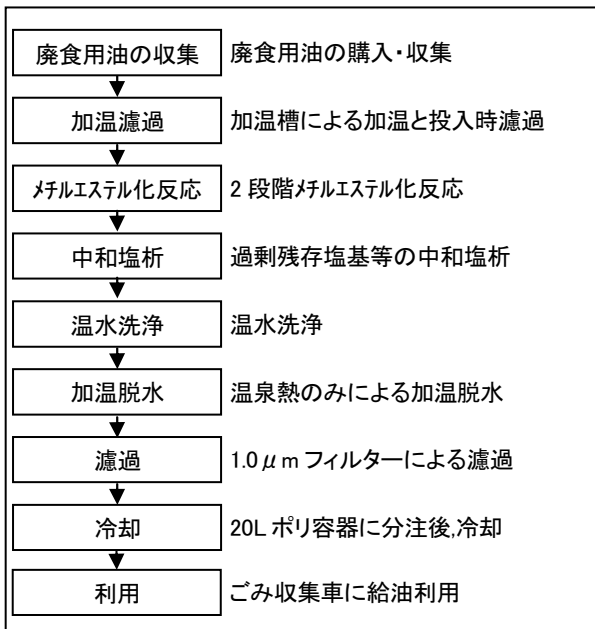 廃食用油の収集 廃食用油の購入・収集
加温濾過 加温槽による加温と投入時濾過
ﾒﾁﾙｴｽﾃﾙ化反応 2段階ﾒﾁﾙｴｽﾃﾙ化反応
中和塩析 過剰残存塩基等の中和塩析
温水洗浄 温水洗浄
加温脱水 温泉熱のみによる加温脱水
濾過 1.0μmフィルターによる濾過
冷却 20Lポリ容器に分注後,冷却
利用 ごみ収集車に給油利用